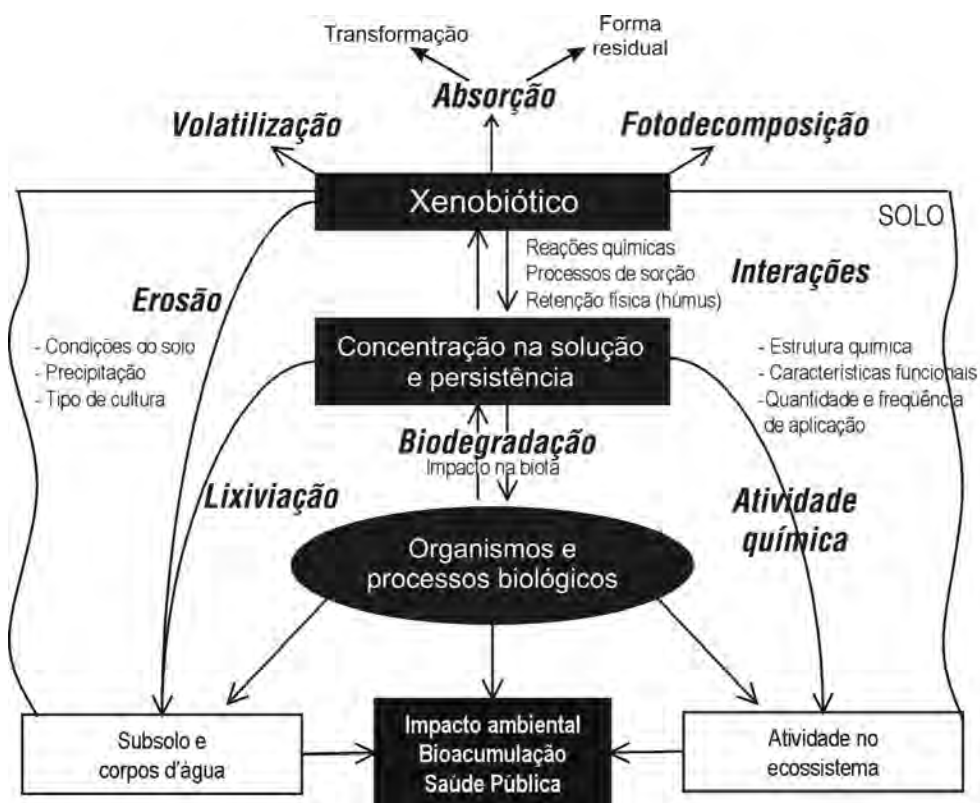 Transformação
Forma
residual
Absorção
Volatilização
Fotodecomposição
Xenobiótico
SOLO
Reações químicas
Processos de sorção
Retenção física (húmus)
Interações
Erosão
- Condições do solo
- Precipitação
- Tipo de cultura
Concentração na solução
e persistência
- Estrutura química
- Características funcionais
- Quantidade e freqüência
de aplicação
Biodegradação
Impacto na biota
Lixiviação
Atividade
química
Organismos e
processos biológicos
Subsolo e
corpos d'água
Impacto ambiental
Bioacumulação
Saúde Pública
Atividade no
ecossistema